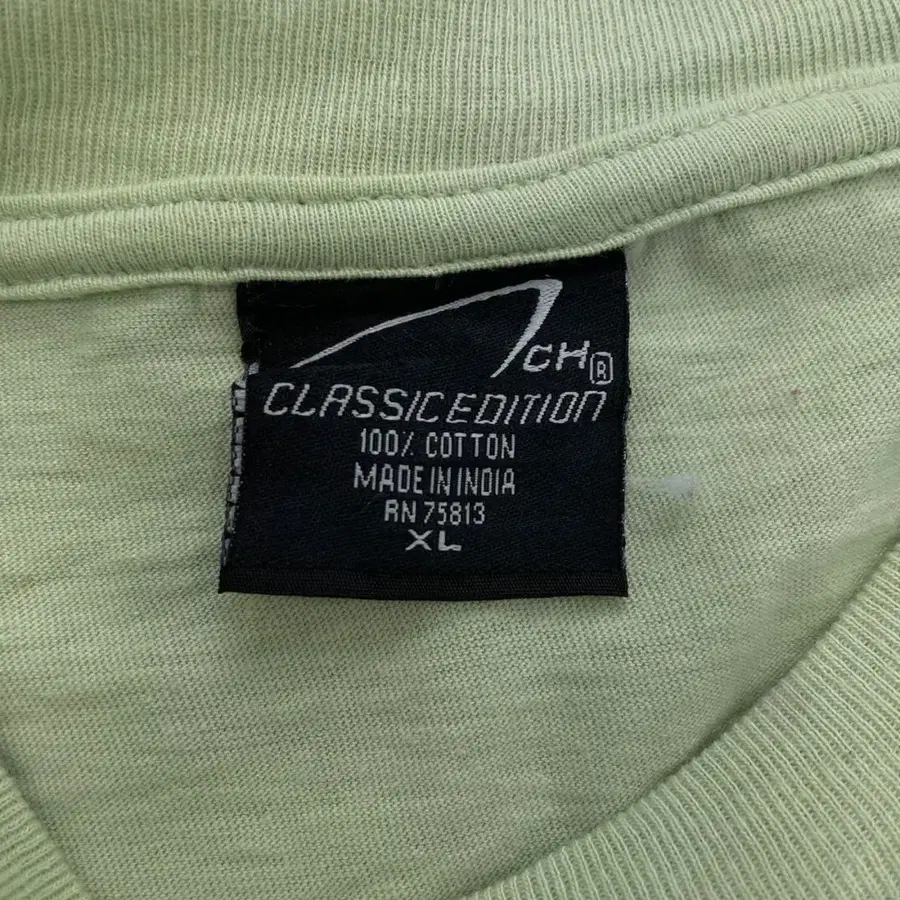 CH®
CLASSIC EDITION
100% COTTON
MADE IN INDIA
RN 75813
XL